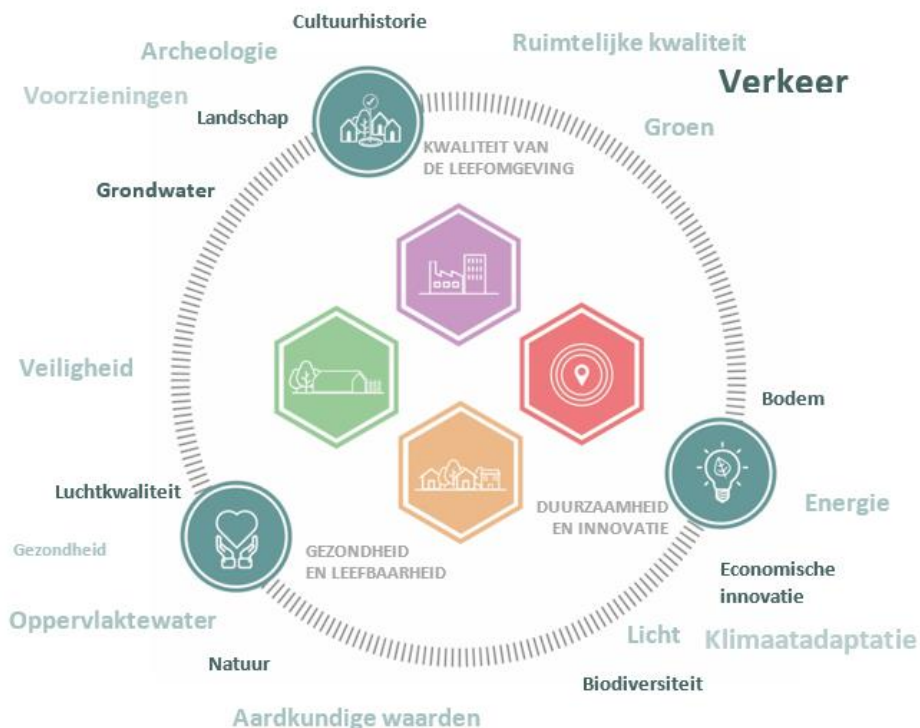 Cultuurhistorie
Archeologie
Ruimtelijke kwaliteit
Verkeer
Voorzieningen
Landschap
Groen
KWALITEIT VAN
DE LEEFOMGEVING
Grondwater
Veiligheid
Bodem
Luchtkwaliteit
Energie
DUURZAAMHEID
EN INNOVATIE
Gezondheid
GEZONDHEID
EN LEEFBAARHEID
Economische
innovatie
Oppervlaktewater
Licht
Klimaatadaptatie
Natuur
Biodiversiteit
Aardkundige waarden